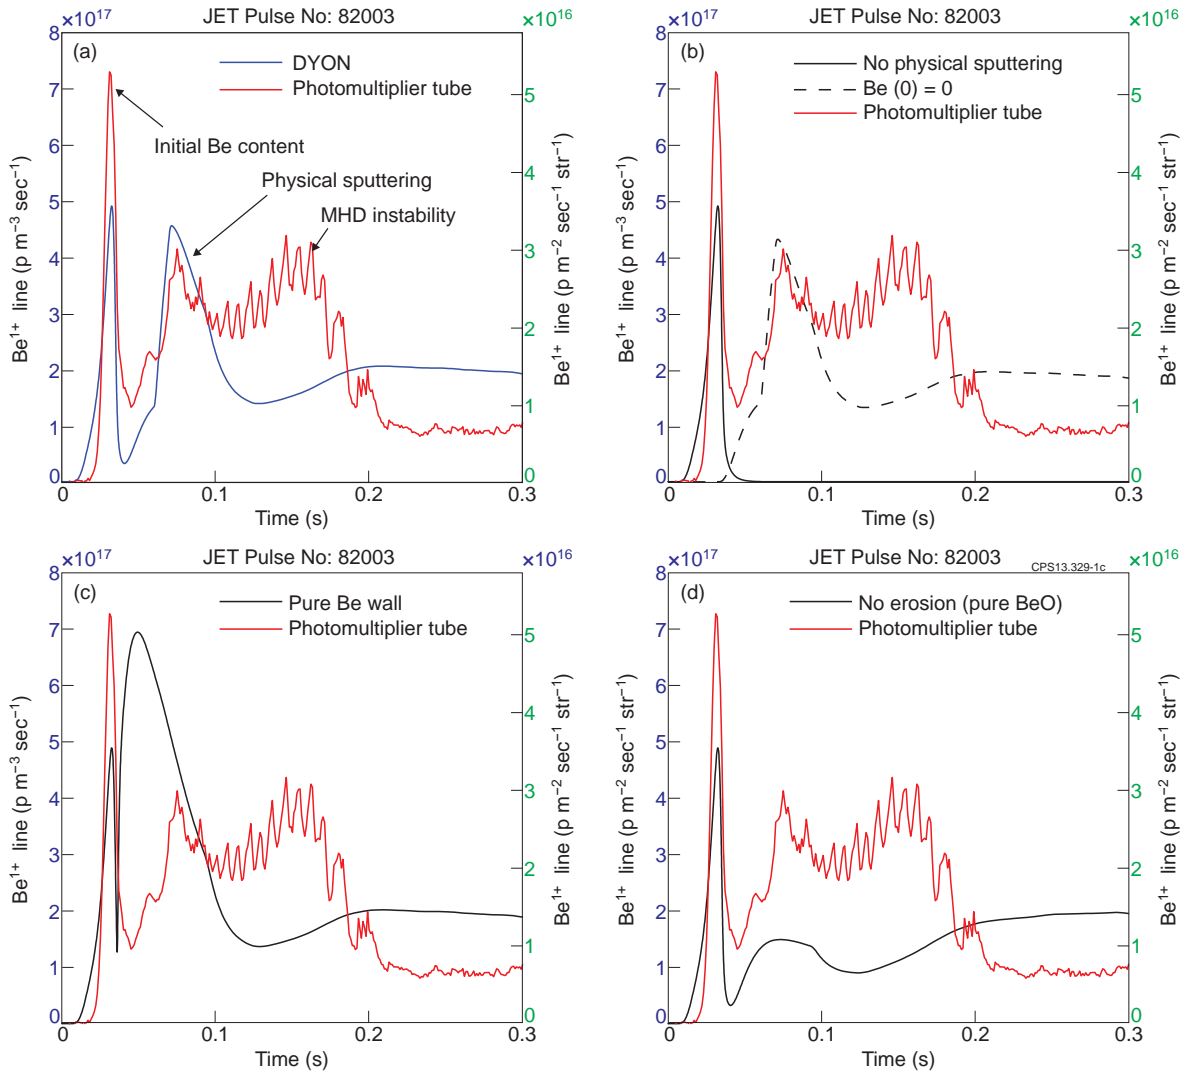 ×10¹⁷
JET Pulse No: 82003
×10¹⁶
(a)
DYON
Photomultiplier tube
Initial Be content
Physical sputtering
MHD instability
Be¹⁺ line (p m⁻³ sec⁻¹)
Be¹⁺ line (p m⁻² sec⁻¹ str⁻¹)
8
7
6
5
4
3
2
1
0
5
4
3
2
1
0
0
0.1
0.2
0.3
Time (s)
×10¹⁷
JET Pulse No: 82003
×10¹⁶
(b)
No physical sputtering
Be (0) = 0
Photomultiplier tube
Be¹⁺ line (p m⁻³ sec⁻¹)
Be¹⁺ line (p m⁻² sec⁻¹ str⁻¹)
8
7
6
5
4
3
2
1
0
5
4
3
2
1
0
0
0.1
0.2
0.3
Time (s)
×10¹⁷
JET Pulse No: 82003
×10¹⁶
(c)
Pure Be wall
Photomultiplier tube
Be¹⁺ line (p m⁻³ sec⁻¹)
Be¹⁺ line (p m⁻² sec⁻¹ str⁻¹)
8
7
6
5
4
3
2
1
0
5
4
3
2
1
0
0
0.1
0.2
0.3
Time (s)
×10¹⁷
JET Pulse No: 82003
CPS13.329-1c
×10¹⁶
(d)
No erosion (pure BeO)
Photomultiplier tube
Be¹⁺ line (p m⁻³ sec⁻¹)
Be¹⁺ line (p m⁻² sec⁻¹ str⁻¹)
8
7
6
5
4
3
2
1
0
5
4
3
2
1
0
0
0.1
0.2
0.3
Time (s)